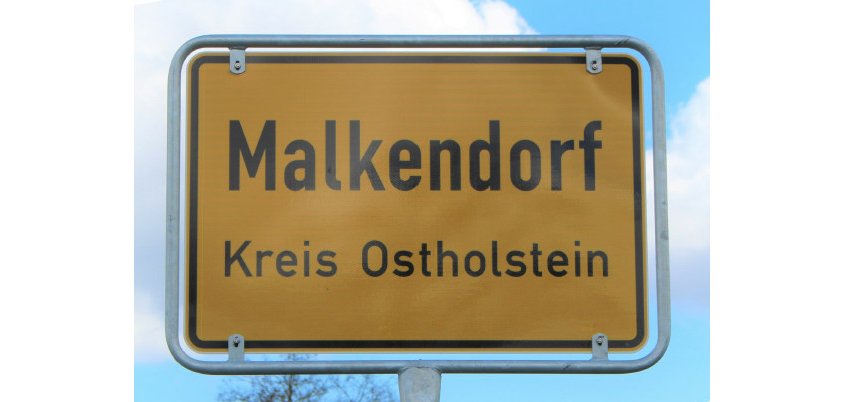 Malkendorf
Kreis Ostholstein